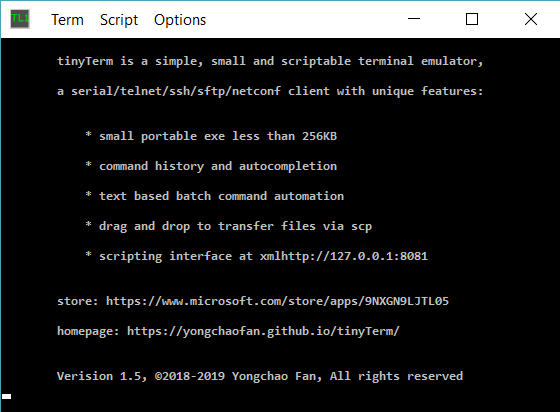 TL1 Term Script Options
tinyTerm is a simple, small and scriptable terminal emulator,
a serial/telnet/ssh/sftp/netconf client with unique features:
* small portable exe less than 256KB
* command history and autocompletion
* text based batch command automation
* drag and drop to transfer files via scp
* scripting interface at xmlhttp://127.0.0.1:8081
store: https://www.microsoft.com/store/apps/9NXGN9LJTL05
homepage: https://yongchaofan.github.io/tinyTerm/
Verision 1.5, ©2018-2019 Yongchao Fan, All rights reserved